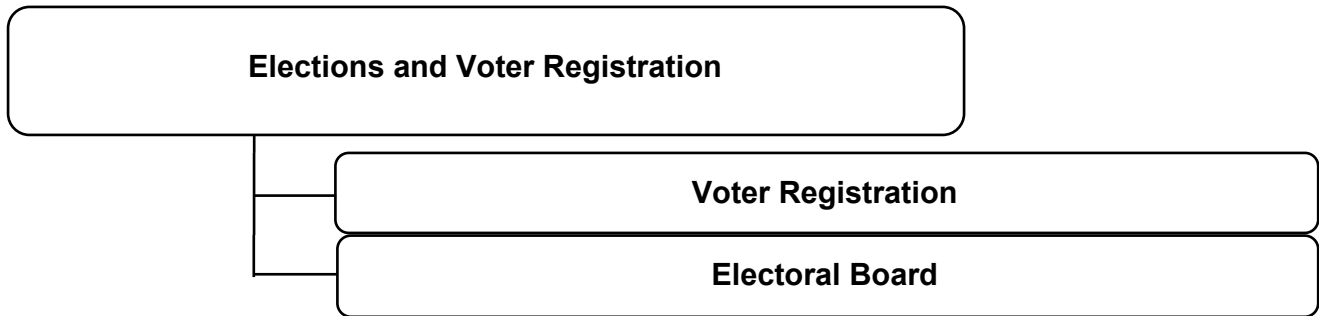 Elections and Voter Registration
Voter Registration
Electoral Board